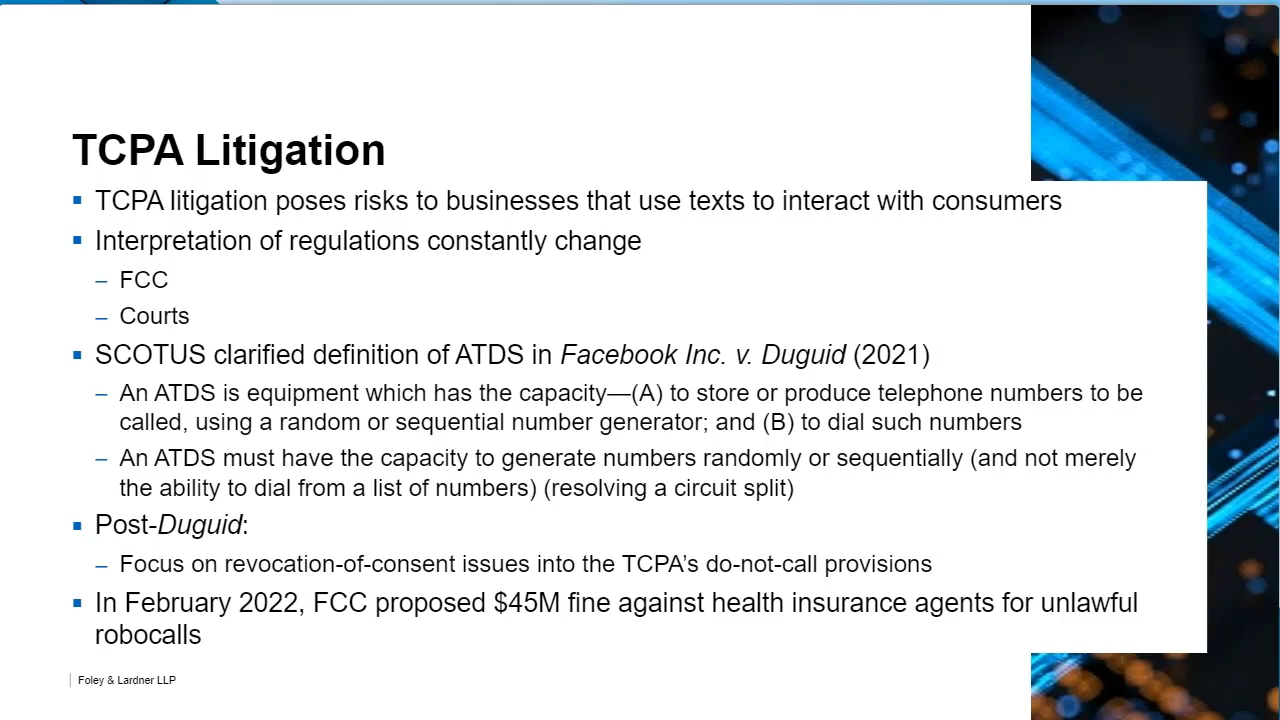 TCPA Litigation
▪ TCPA litigation poses risks to businesses that use texts to interact with consumers
▪ Interpretation of regulations constantly change
– FCC
– Courts
▪ SCOTUS clarified definition of ATDS in Facebook Inc. v. Duguid (2021)
– An ATDS is equipment which has the capacity—(A) to store or produce telephone numbers to be
called, using a random or sequential number generator; and (B) to dial such numbers
– An ATDS must have the capacity to generate numbers randomly or sequentially (and not merely
the ability to dial from a list of numbers) (resolving a circuit split)
▪ Post-Duguid:
– Focus on revocation-of-consent issues into the TCPA’s do-not-call provisions
▪ In February 2022, FCC proposed $45M fine against health insurance agents for unlawful
robocalls
Foley & Lardner LLP